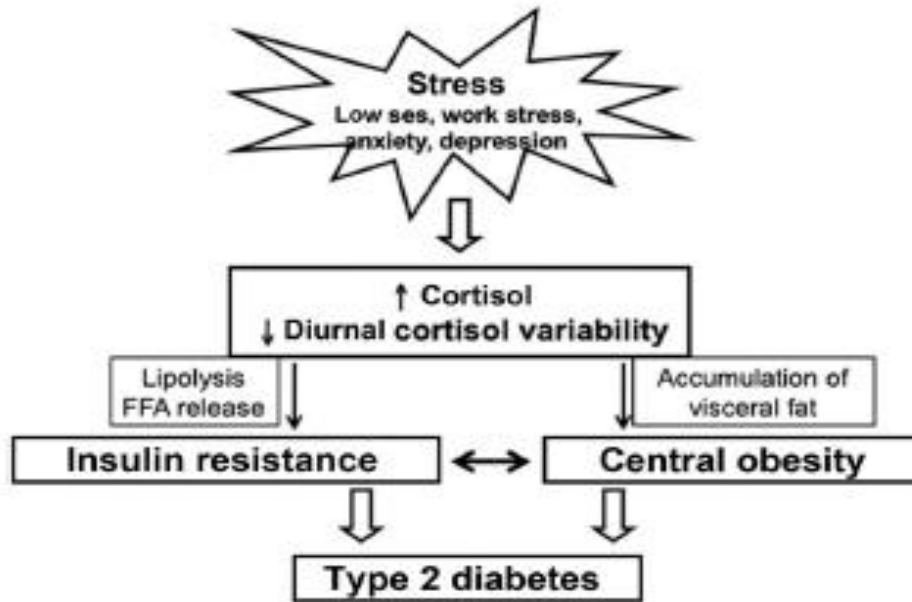 Stress
Low ses, work stress,
anxiety, depression
↑ Cortisol
↓ Diurnal cortisol variability
Lipolysis
FFA release
Accumulation of
visceral fat
Insulin resistance
Central obesity
Type 2 diabetes